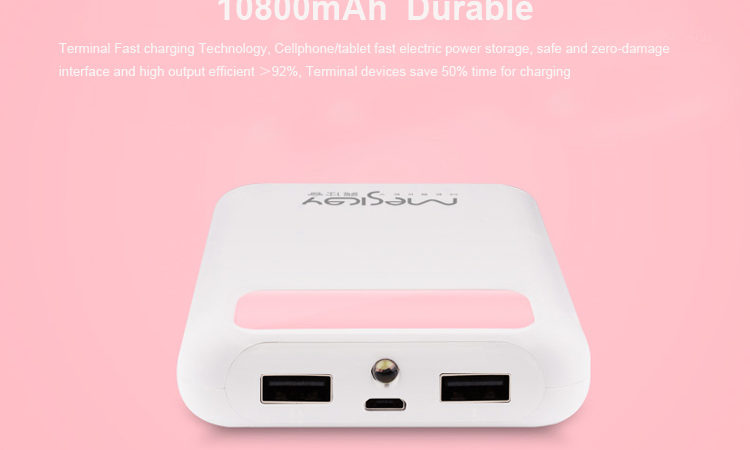 10800mAh Durable
Terminal Fast charging Technology, Cellphone/tablet fast electric power storage, safe and zero-damage
interface and high output efficient >92%, Terminal devices save 50% time for charging